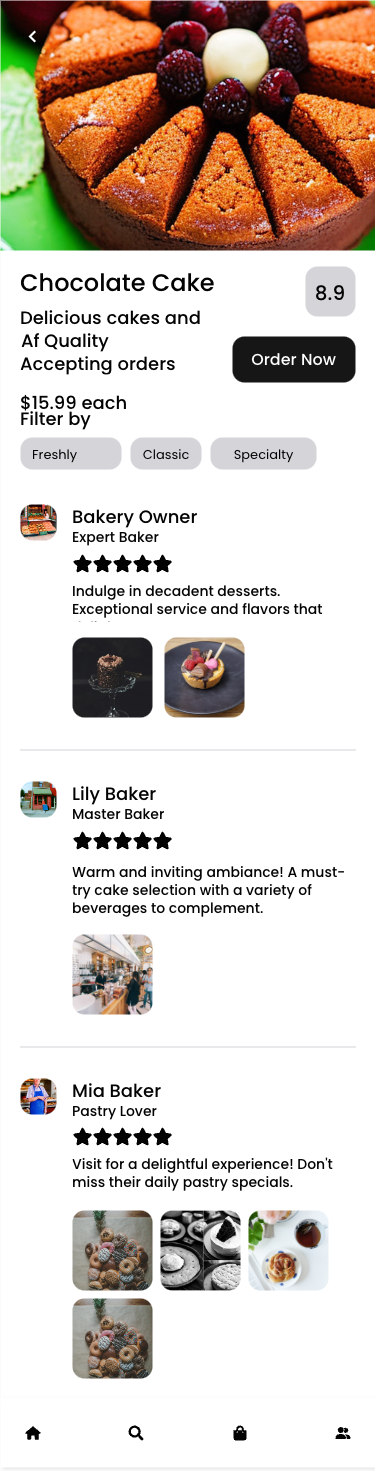 Chocolate Cake
8.9
Delicious cakes and
Af Quality
Accepting orders
Order Now
$15.99 each
Filter by
Freshly
Classic
Specialty
Bakery Owner
Expert Baker
Indulge in decadent desserts.
Exceptional service and flavors that
Lily Baker
Master Baker
Warm and inviting ambiance! A must-
try cake selection with a variety of
beverages to complement.
Mia Baker
Pastry Lover
Visit for a delightful experience! Don't
miss their daily pastry specials.